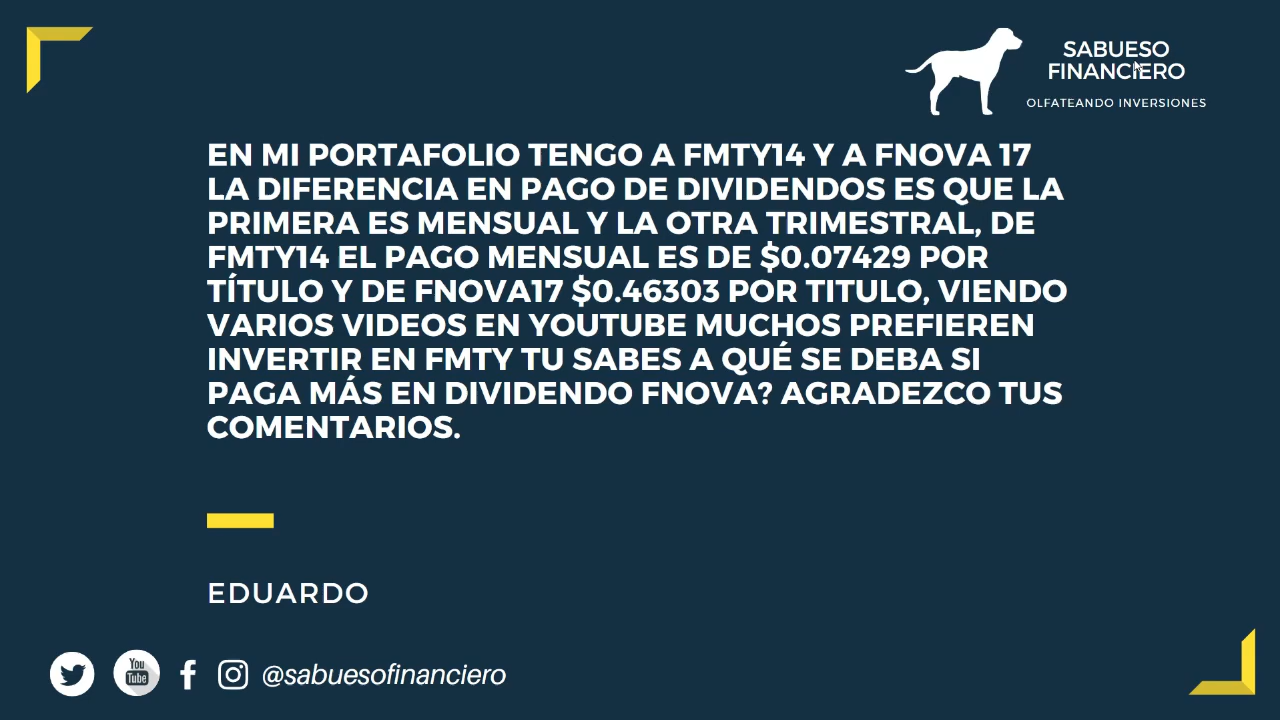 SABUESO
FINANCIERO
OLFATEANDO INVERSIONES
EN MI PORTAFOLIO TENGO A FMTY14 Y A FNOVA 17
LA DIFERENCIA EN PAGO DE DIVIDENDOS ES QUE LA
PRIMERA ES MENSUAL Y LA OTRA TRIMESTRAL, DE
FMTY14 EL PAGO MENSUAL ES DE $0.07429 POR
TÍTULO Y DE FNOVA17 $0.46303 POR TITULO, VIENDO
VARIOS VIDEOS EN YOUTUBE MUCHOS PREFIEREN
INVERTIR EN FMTY TU SABES A QUÉ SE DEBA SI
PAGA MÁS EN DIVIDENDO FNOVA? AGRADEZCO TUS
COMENTARIOS.
EDUARDO
You
Tube
@sabuesofinanciero